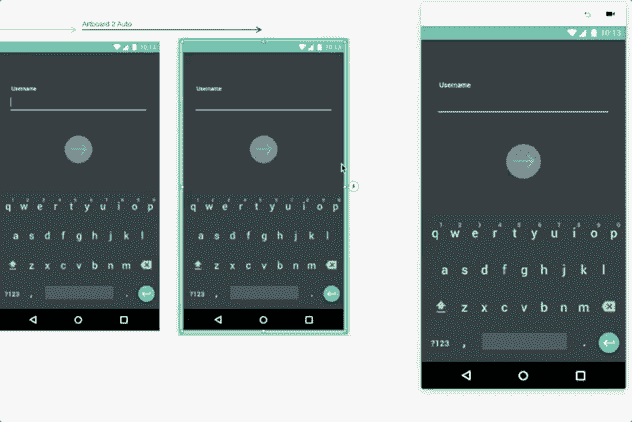 Artboard 2 Auto
10:13
Username
q w e r t y u i o p
a s d f g h j k l
z x c v b n m
?123 , .
10:13
Username
q w e r t y u i o p
a s d f g h j k l
z x c v b n m
?123 , .
10:13
Username
q w e r t y u i o p
a s d f g h j k l
z x c v b n m
?123 , .